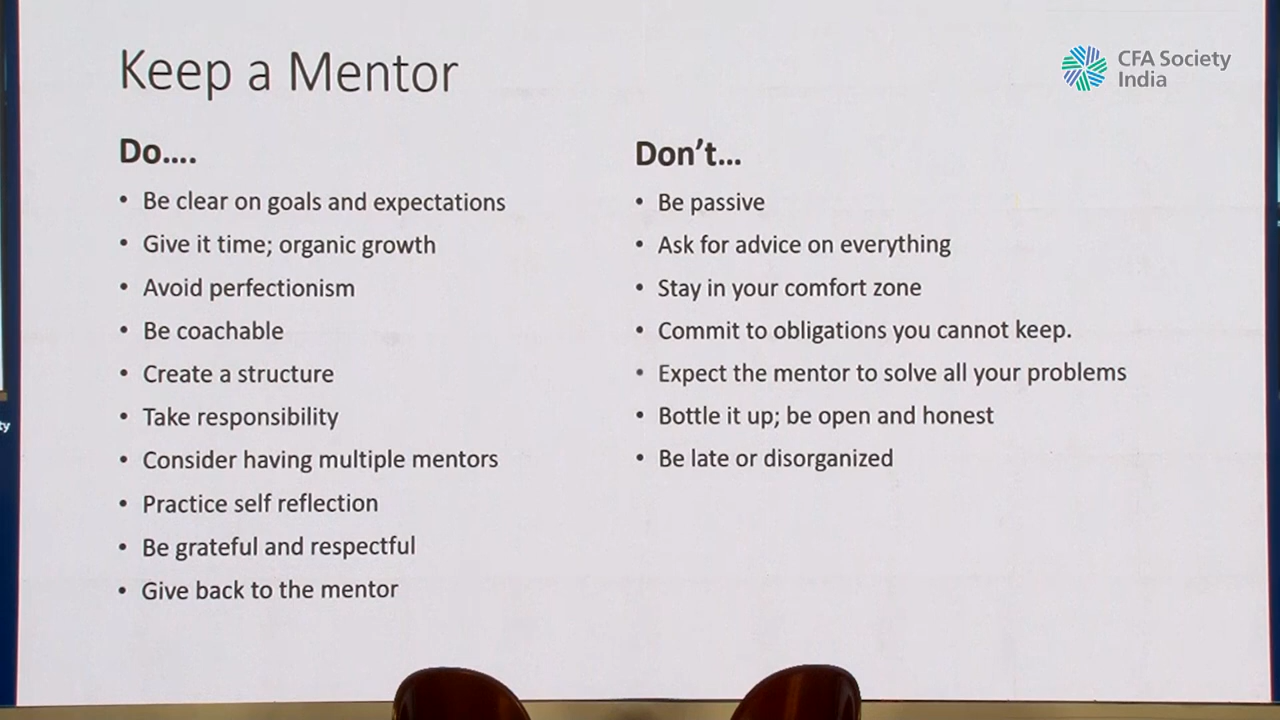 Keep a Mentor
CFA Society
India
Do....
• Be clear on goals and expectations
• Give it time; organic growth
• Avoid perfectionism
• Be coachable
• Create a structure
• Take responsibility
• Consider having multiple mentors
• Practice self reflection
• Be grateful and respectful
• Give back to the mentor
Don't...
• Be passive
• Ask for advice on everything
• Stay in your comfort zone
• Commit to obligations you cannot keep.
• Expect the mentor to solve all your problems
• Bottle it up; be open and honest
• Be late or disorganized
ty